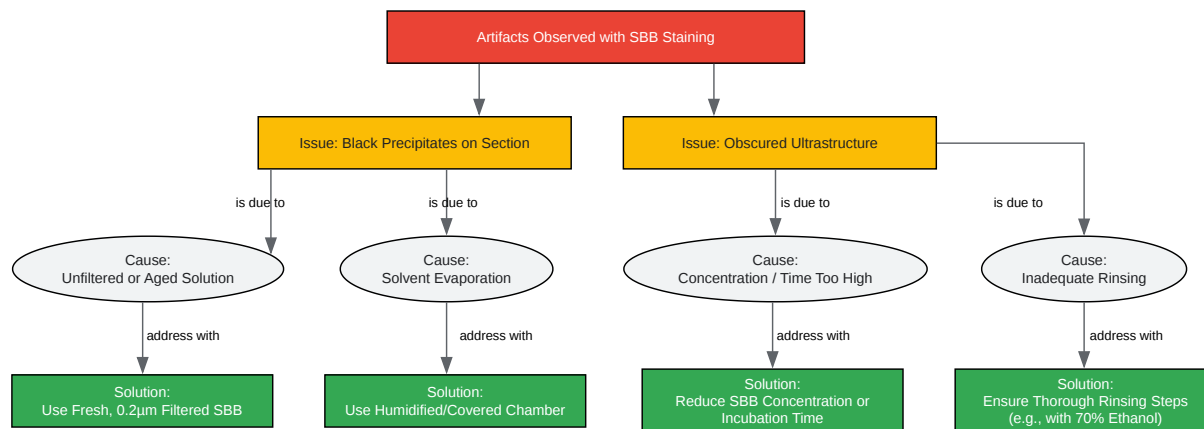 Artifacts Observed with SBB Staining
Issue: Black Precipitates on Section
Issue: Obscured Ultrastructure
is due to
is due to
is due to
is due to
Cause:
Unfiltered or Aged Solution
Cause:
Solvent Evaporation
Cause:
Concentration / Time Too High
Cause:
Inadequate Rinsing
address with
address with
address with
address with
Solution:
Use Fresh, 0.2µm Filtered SBB
Solution:
Use Humidified/Covered Chamber
Solution:
Reduce SBB Concentration or
Incubation Time
Solution:
Ensure Thorough Rinsing Steps
(e.g., with 70% Ethanol)